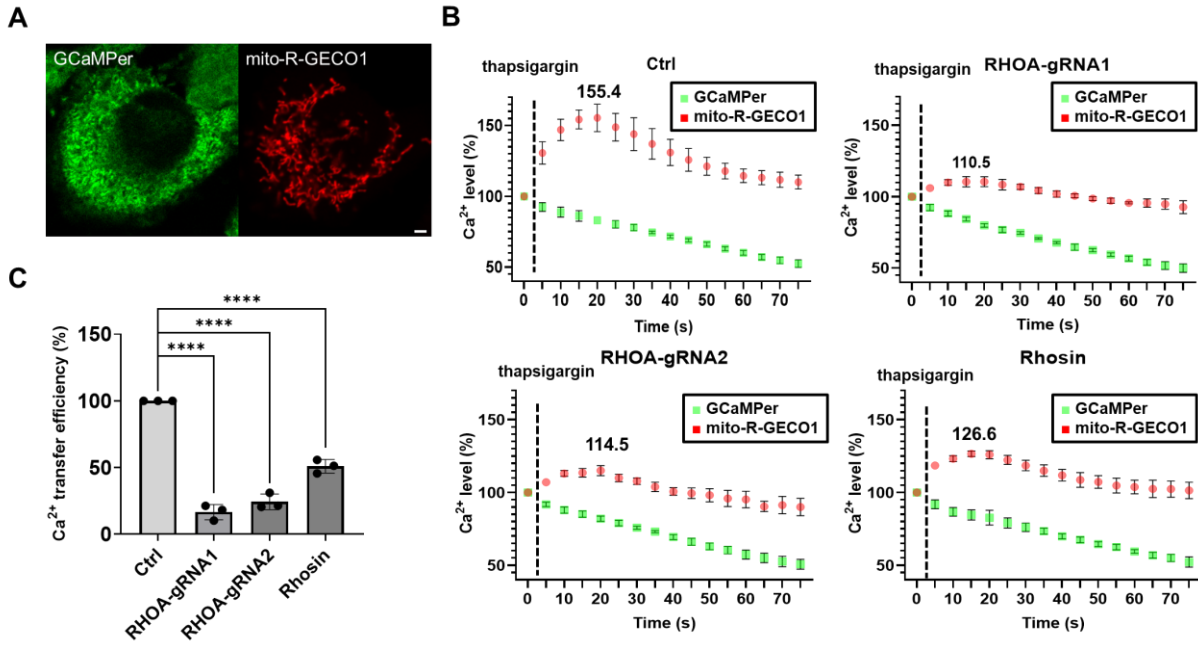 A
GCaMPer
mito-R-GECO1
B
thapsigargin
Ctrl
155.4
GCaMPer
mito-R-GECO1
Ca²⁺ level (%)
150
100
50
0 10 20 30 40 50 60 70
Time (s)
thapsigargin
RHOA-gRNA1
110.5
GCaMPer
mito-R-GECO1
Ca²⁺ level (%)
150
100
50
0 10 20 30 40 50 60 70
Time (s)
C
****
****
****
Ca²⁺ transfer efficiency (%)
150
100
50
0
Ctrl
RHOA-gRNA1
RHOA-gRNA2
Rhosin
RHOA-gRNA2
thapsigargin
114.5
GCaMPer
mito-R-GECO1
Ca²⁺ level (%)
150
100
50
0 10 20 30 40 50 60 70
Time (s)
Rhosin
thapsigargin
126.6
GCaMPer
mito-R-GECO1
Ca²⁺ level (%)
150
100
50
0 10 20 30 40 50 60 70
Time (s)